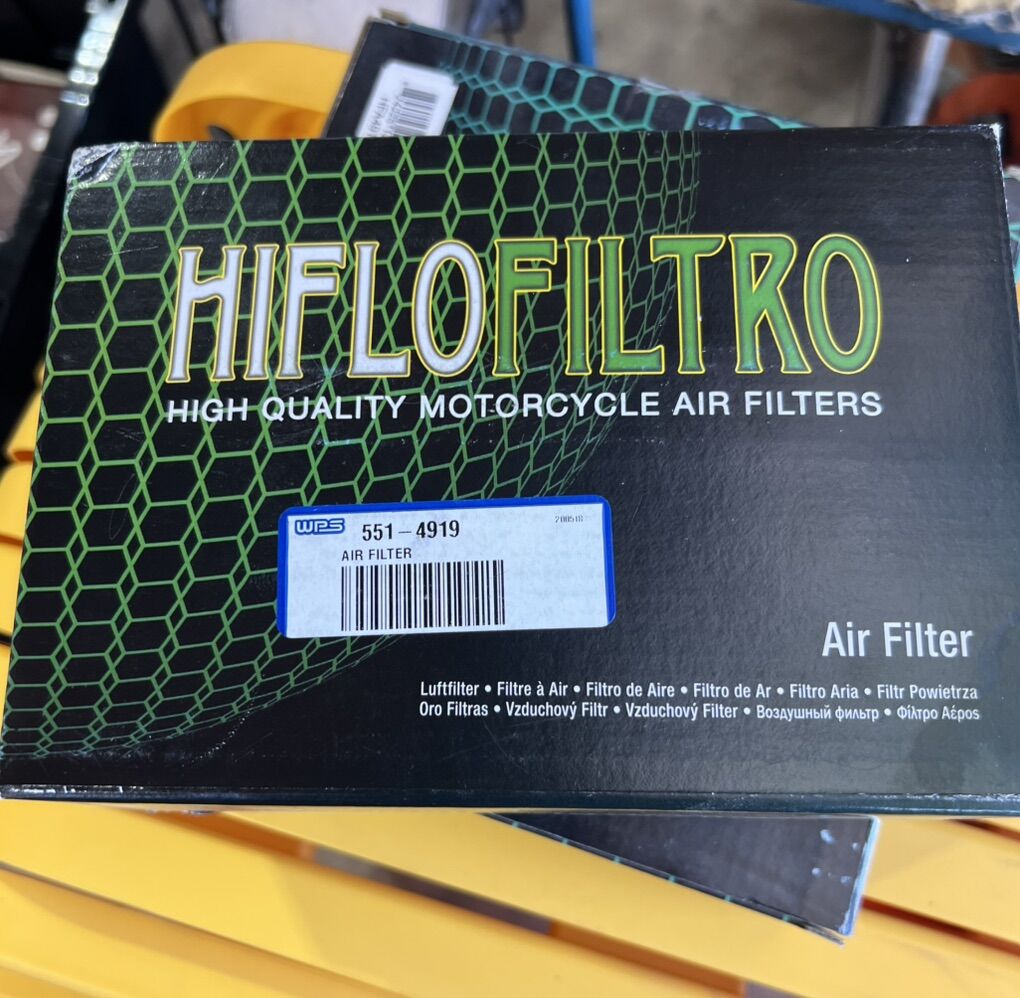 HIFLOFILTRO
HIGH QUALITY MOTORCYCLE AIR FILTERS
WPS 551-4919
AIR FILTER
Air Filter
Luftfilter • Filtre à Air • Filtro de Aire • Filtro de Ar • Filtro Aria • Filtr Powietrza
Oro Filtras • Vzduchový Filtr • Vzduchový Filter • Воздушный фильтр • Φίλτρο Αέρος